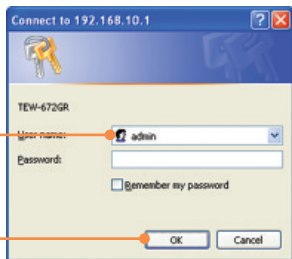 Connect to 192.168.10.1
TEW-672GR
User name:
admin
Password:
Remember my password
OK
Cancel